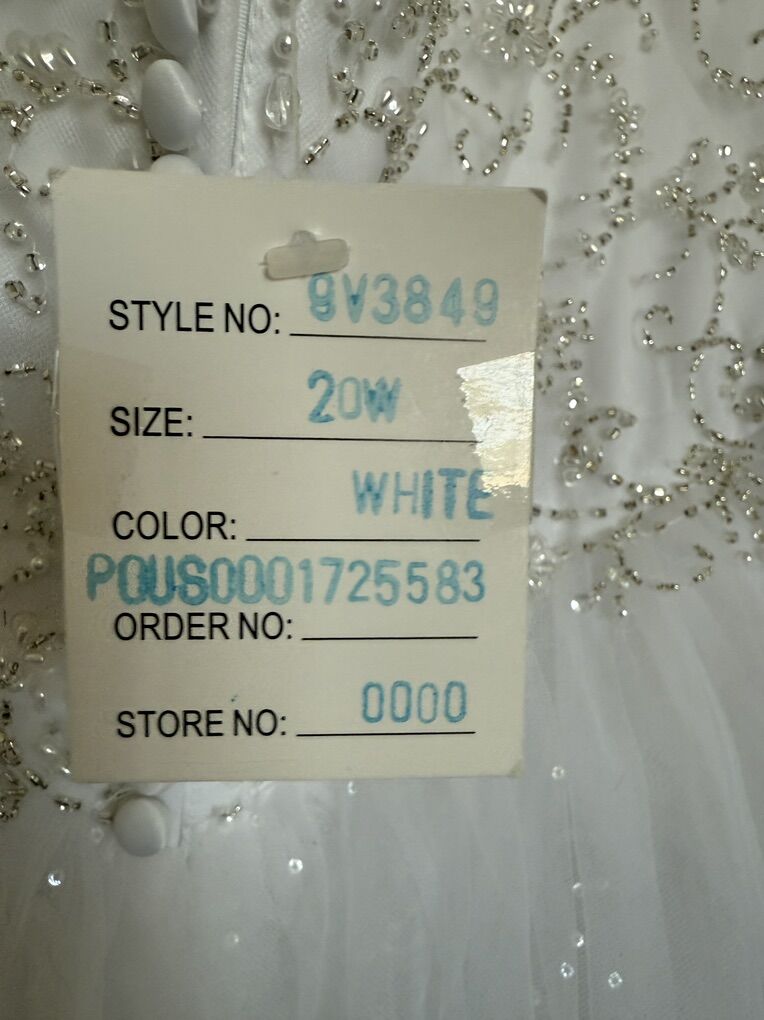 STYLE NO: 9V3849
SIZE: 20W
COLOR: WHITE
POUS0001725583
ORDER NO:
STORE NO: 0000